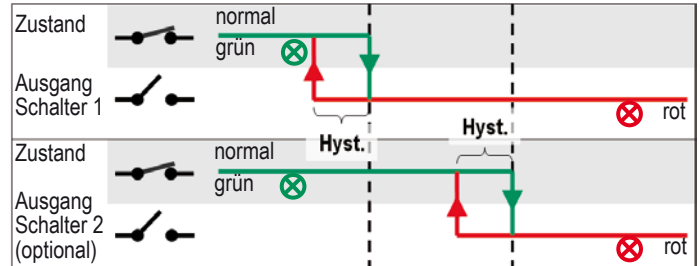 Zustand
normal
grün
Ausgang
Schalter 1
rot
Hyst.
Hyst.
Zustand
normal
grün
Ausgang
Schalter 2
(optional)
rot